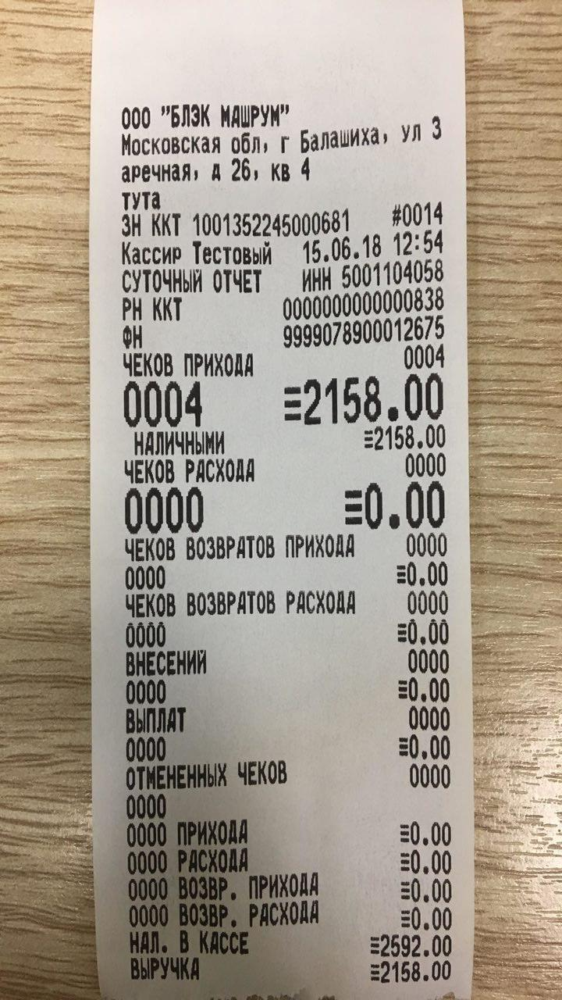 ООО "БЛЭК МАШРУМ"
Московская обл, г Балашиха, ул З
аречная, д 26, кв 4
тута
ЗН ККТ 1001352245000681 #0014
Кассир Тестовый 15.06.18 12:54
СУТОЧНЫЙ ОТЧЕТ ИНН 5001104058
РН ККТ 0000000000000838
ФН 9999078900012675
ЧЕКОВ ПРИХОДА 0004
0004 ≡2158.00
НАЛИЧНЫМИ ≡2158.00
ЧЕКОВ РАСХОДА 0000
0000 ≡0.00
ЧЕКОВ ВОЗВРАТОВ ПРИХОДА 0000
0000 ≡0.00
ЧЕКОВ ВОЗВРАТОВ РАСХОДА 0000
0000 ≡0.00
ВНЕСЕНИЙ 0000
0000 ≡0.00
ВЫПЛАТ 0000
0000 ≡0.00
ОТМЕНЕННЫХ ЧЕКОВ 0000
0000
0000 ПРИХОДА ≡0.00
0000 РАСХОДА ≡0.00
0000 ВОЗВР. ПРИХОДА ≡0.00
0000 ВОЗВР. РАСХОДА ≡0.00
НАЛ. В КАССЕ ≡2592.00
ВЫРУЧКА ≡2158.00